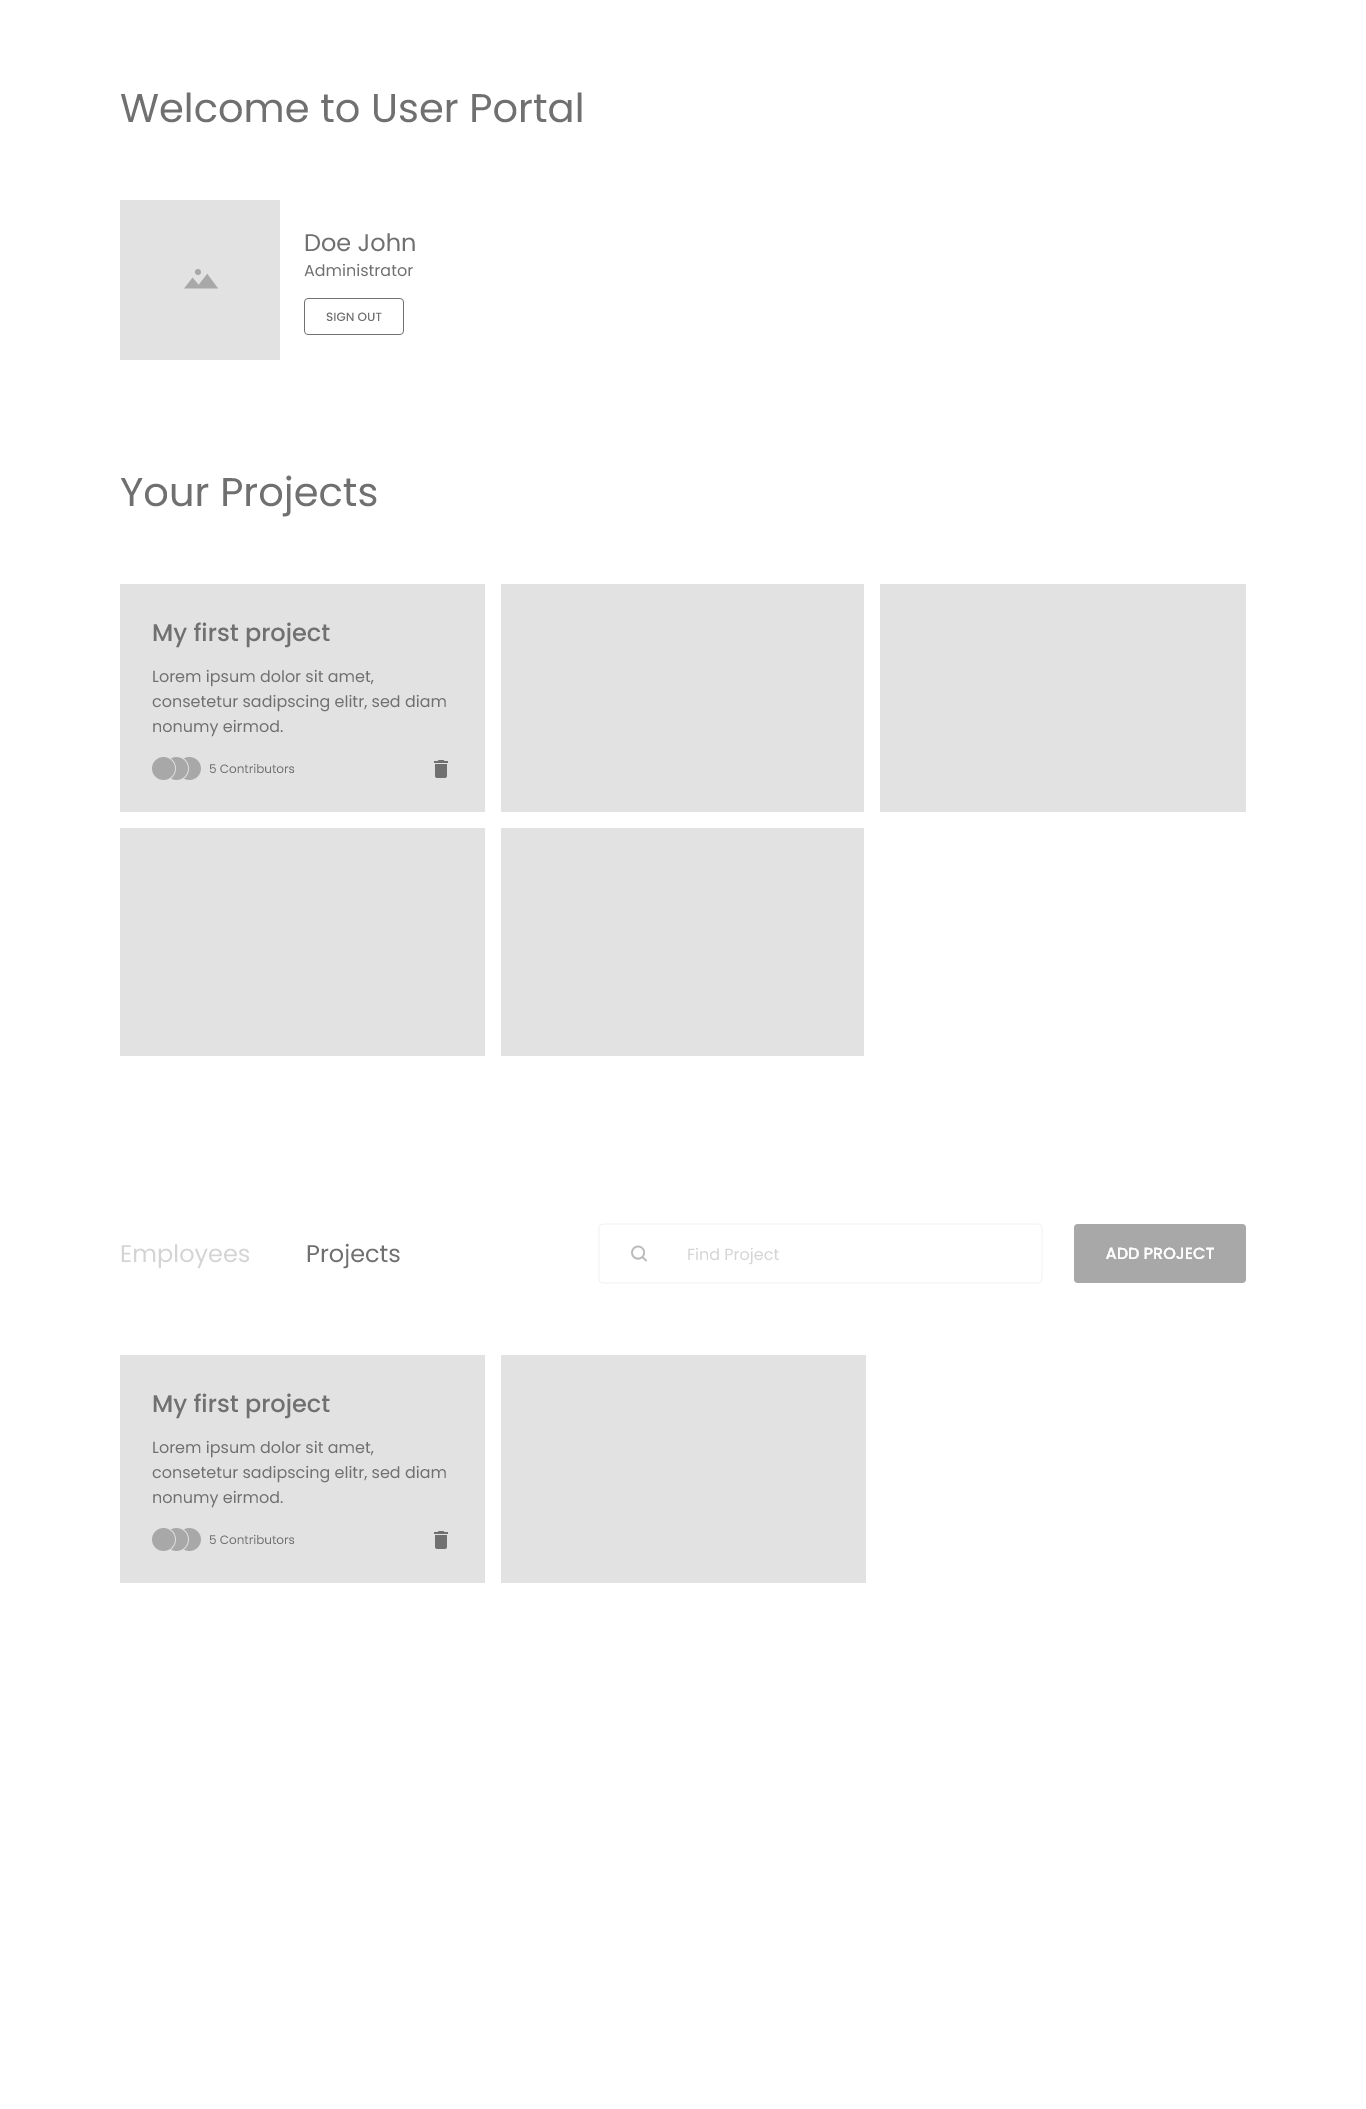 Welcome to User Portal
Doe John
Administrator
SIGN OUT
Your Projects
My first project
Lorem ipsum dolor sit amet,
consetetur sadipscing elitr, sed diam
nonumy eirmod.
5 Contributors
Employees
Projects
Find Project
ADD PROJECT
My first project
Lorem ipsum dolor sit amet,
consetetur sadipscing elitr, sed diam
nonumy eirmod.
5 Contributors